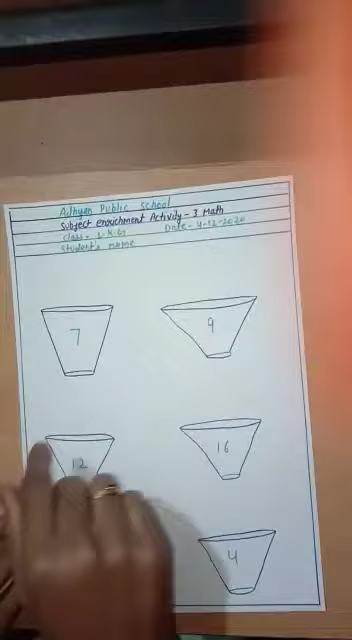 Adhyan Public School
Subject enrichment Activity - 3 Math
Class - L.K.G Date - 4-12-2020
Student's name
7 9
12 16
4